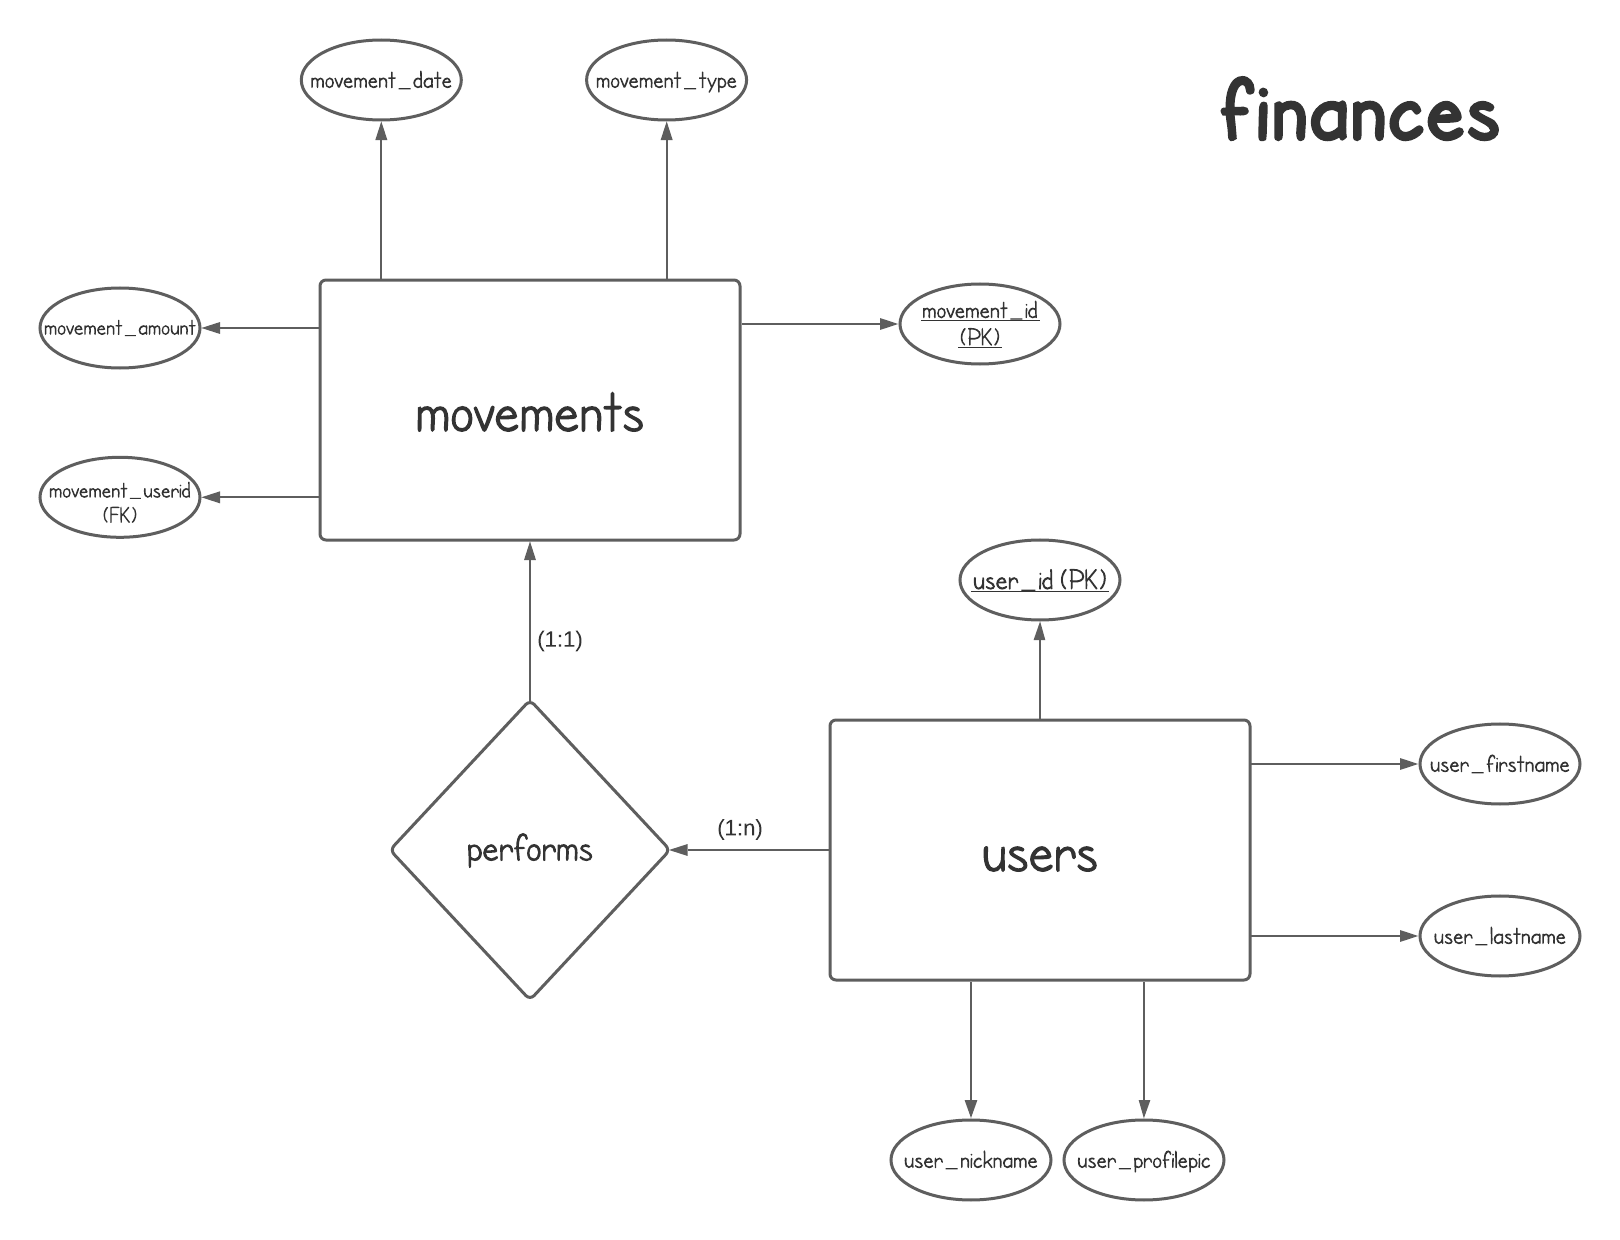 movement_date
movement_type
finances
movement_amount
movement_id
(PK)
movements
movement_userid
(FK)
user_id (PK)
(1:1)
user_firstname
performs
(1:n)
users
user_lastname
user_nickname
user_profilepic